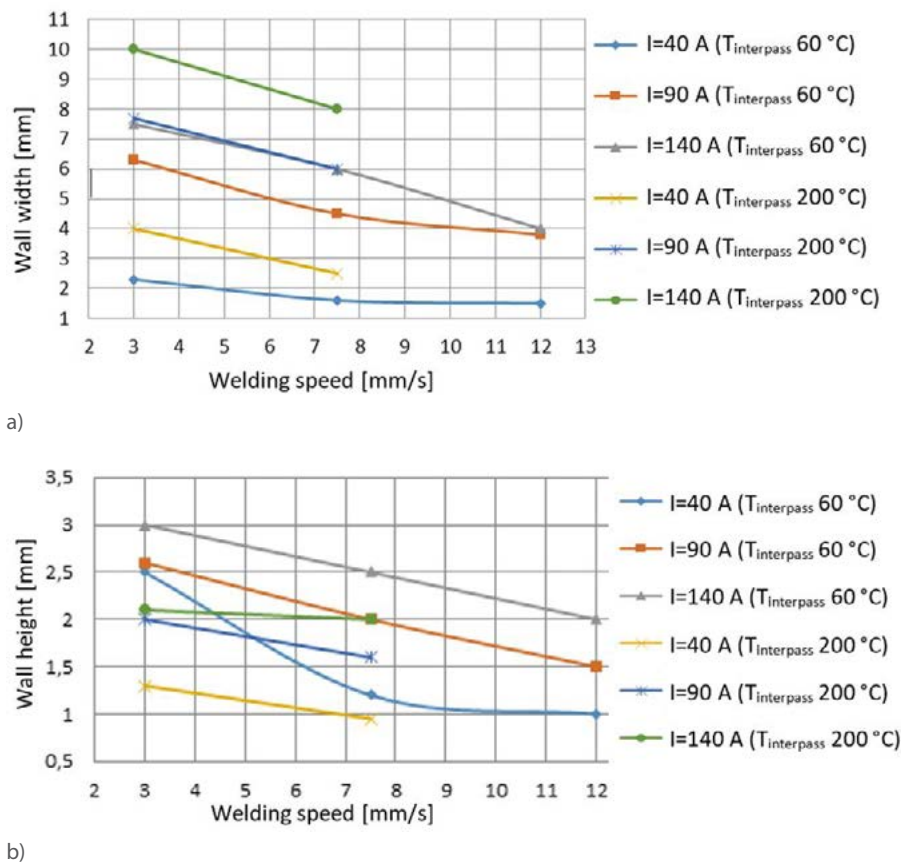 11
10
9
8
7
6
5
4
3
2
1
Wall width [mm]
2 3 4 5 6 7 8 9 10 11 12 13
Welding speed [mm/s]
I=40 A (Tinterpass 60 °C)
I=90 A (Tinterpass 60 °C)
I=140 A (Tinterpass 60 °C)
I=40 A (Tinterpass 200 °C)
I=90 A (Tinterpass 200 °C)
I=140 A (Tinterpass 200 °C)
a)
3,5
3
2,5
2
1,5
1
0,5
Wall height [mm]
2 3 4 5 6 7 8 9 10 11 12
Welding speed [mm/s]
I=40 A (Tinterpass 60 °C)
I=90 A (Tinterpass 60 °C)
I=140 A (Tinterpass 60 °C)
I=40 A (Tinterpass 200 °C)
I=90 A (Tinterpass 200 °C)
I=140 A (Tinterpass 200 °C)
b)